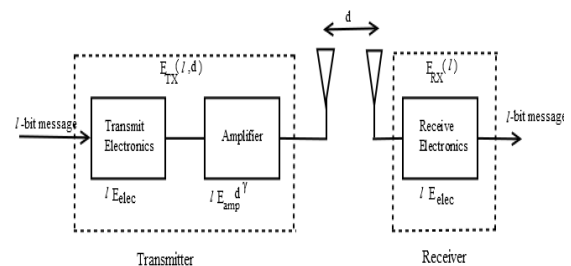 d
E_TX(l,d)
E_RX(l)
l-bit message
Transmit
Electronics
Amplifier
Receive
Electronics
l-bit message
l E_elec
l E_amp d^γ
l E_elec
Transmitter
Receiver